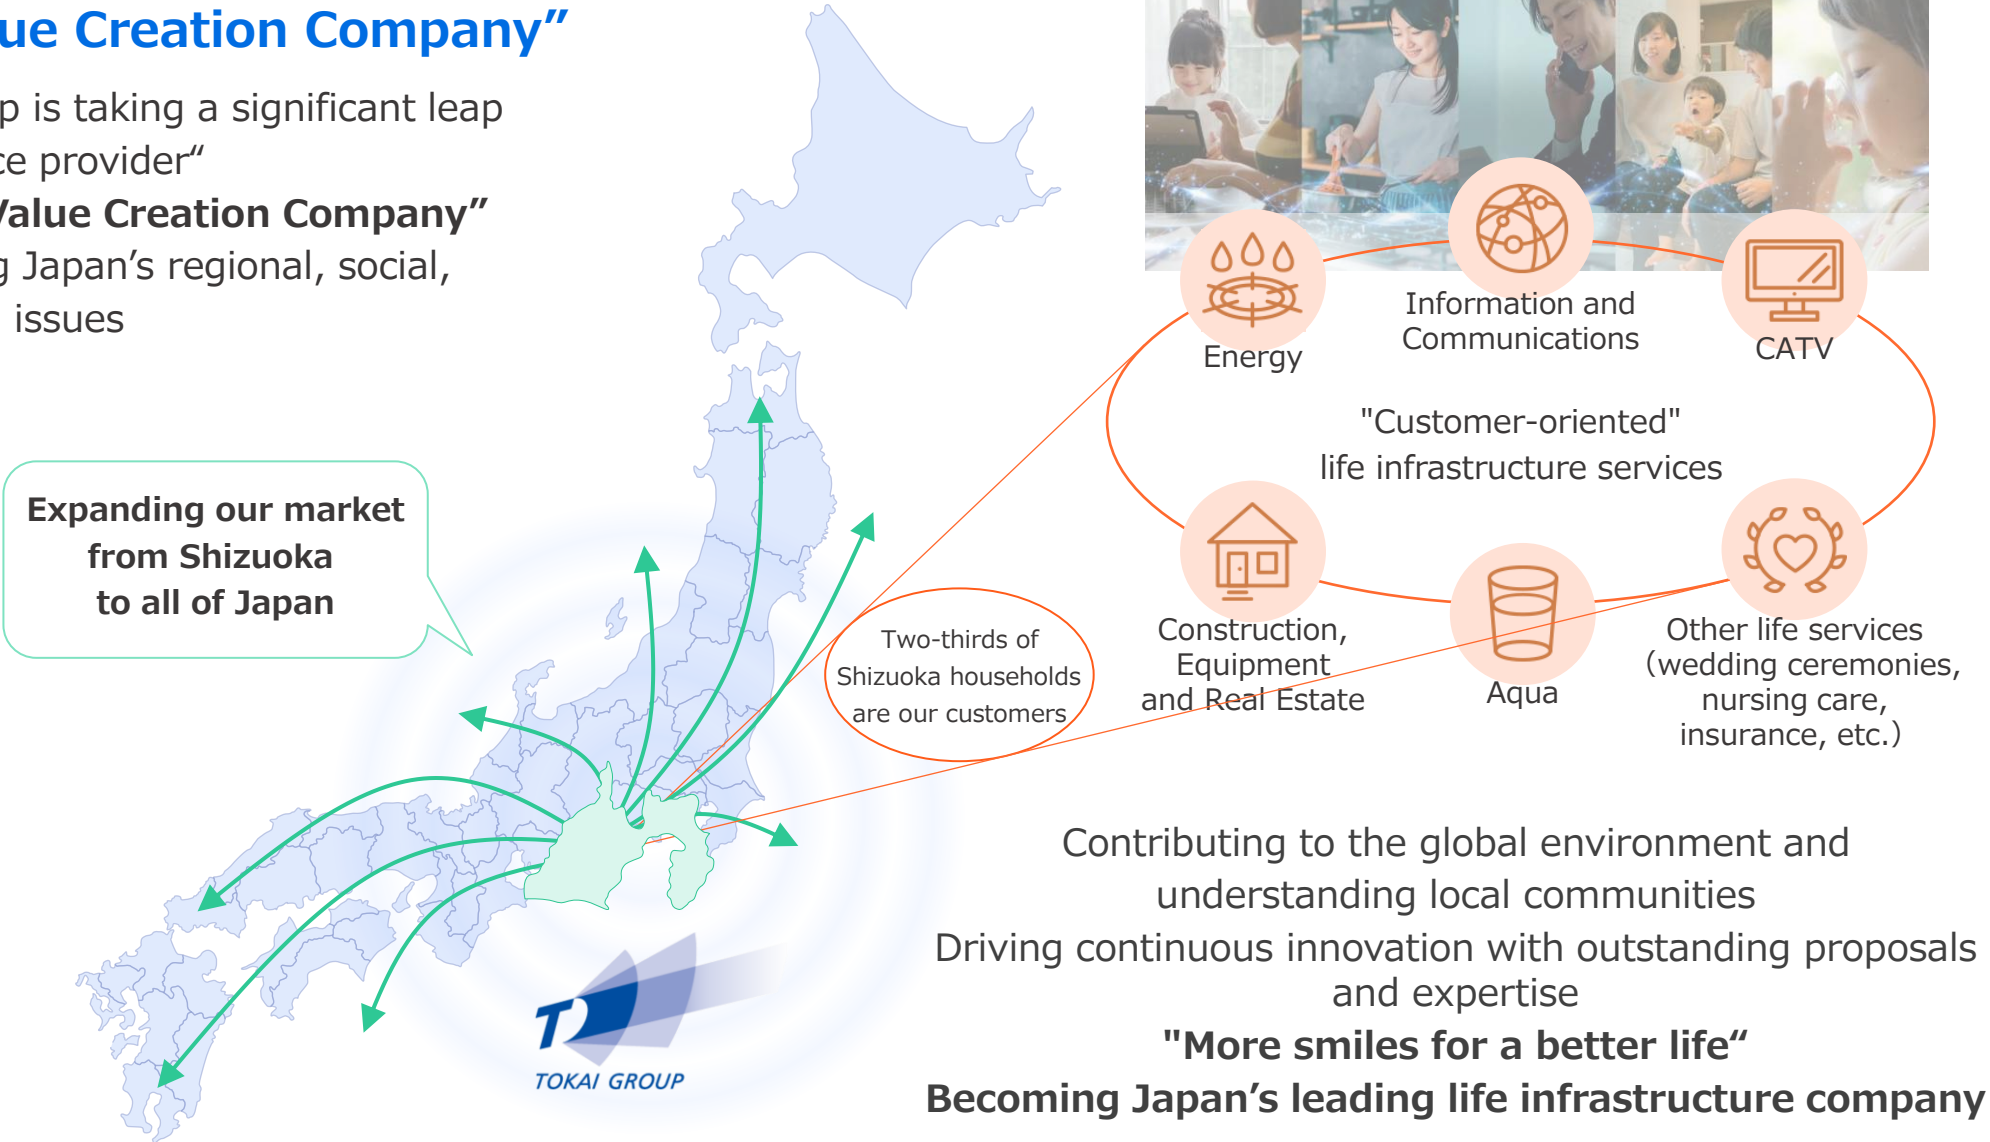 ue Creation Company”
p is taking a significant leap
ce provider“
Value Creation Company”
g Japan’s regional, social,
issues
Expanding our market
from Shizuoka
to all of Japan
Two-thirds of
Shizuoka households
are our customers
Energy
Information and
Communications
CATV
"Customer-oriented"
life infrastructure services
Construction,
Equipment
and Real Estate
Aqua
Other life services
（wedding ceremonies,
nursing care,
insurance, etc.）
TOKAI GROUP
Contributing to the global environment and
understanding local communities
Driving continuous innovation with outstanding proposals
and expertise
"More smiles for a better life“
Becoming Japan’s leading life infrastructure company